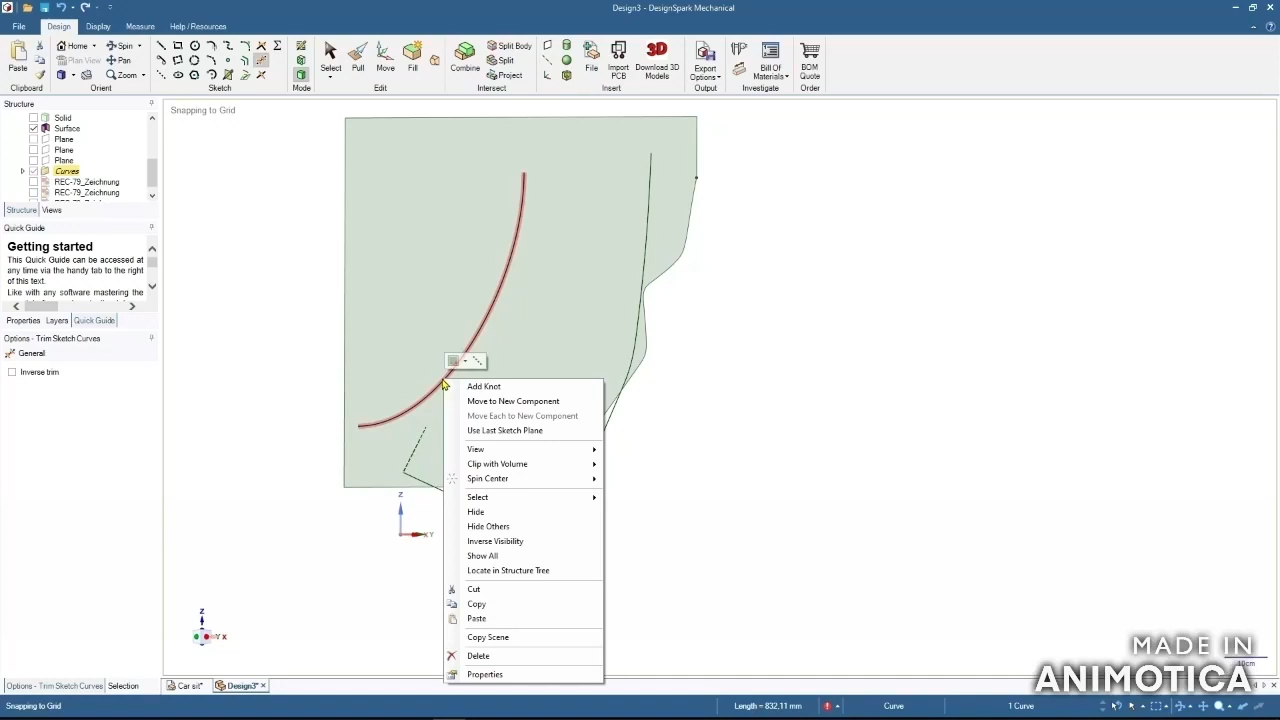 Design3 - DesignSpark Mechanical
File Design Display Measure Help / Resources
Home Spin
Plan View Pan
Zoom
Paste
Select Pull Move Fill
Combine
Split Body
Split
Project
File
Import PCB
Download 3D Models
Export Options
Bill Of Materials
BOM Quote
Clipboard Orient Sketch Mode Edit Intersect Insert Output Investigate Order
Structure
Solid
Surface
Plane
Plane
Plane
Curves
REC-79_Zeichnung
REC-79_Zeichnung
Structure Views
Quick Guide
Getting started
This Quick Guide can be accessed at
any time via the handy tab to the right
of this text.
Like with any software mastering the
Properties Layers Quick Guide
Options - Trim Sketch Curves
General
Inverse trim
Snapping to Grid
Add Knot
Move to New Component
Move Each to New Component
Use Last Sketch Plane
View
Clip with Volume
Spin Center
Select
Hide
Hide Others
Inverse Visibility
Show All
Locate in Structure Tree
Cut
Copy
Paste
Copy Scene
Delete
Properties
Z
X
Z
Y X
MADE IN
ANIMOTICA
Options - Trim Sketch Curves Selection
Car sit* Design3*
Snapping to Grid Length = 832,11 mm Curve 1 Curve